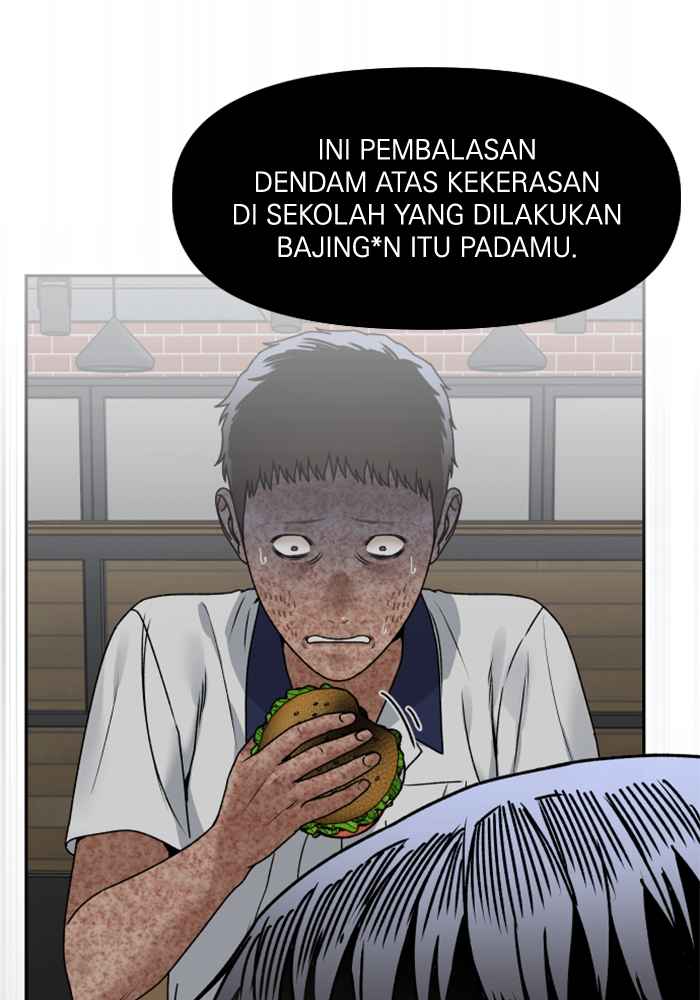 INI PEMBALASAN
DENDAM ATAS KEKERASAN
DI SEKOLAH YANG DILAKUKAN
BAJING*N ITU PADAMU.